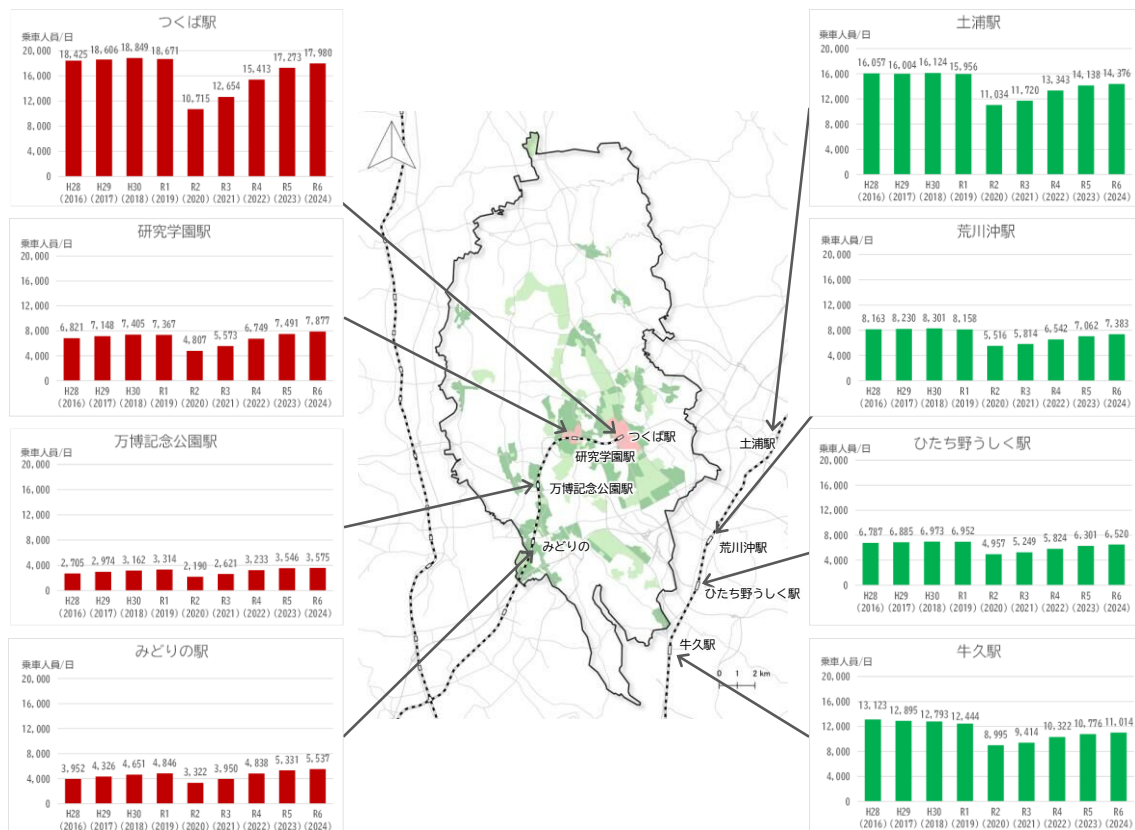 つくば駅
乗車人員/日
20,000
16,000
12,000
8,000
4,000
0
18,425 18,606 18,849 18,671 10,715 12,654 15,413 17,273 17,980
H28 H29 H30 R1 R2 R3 R4 R5 R6
(2016) (2017) (2018) (2019) (2020) (2021) (2022) (2023) (2024)
研究学園駅
乗車人員/日
20,000
16,000
12,000
8,000
4,000
0
6,821 7,148 7,405 7,367 4,807 5,573 6,749 7,491 7,877
H28 H29 H30 R1 R2 R3 R4 R5 R6
(2016) (2017) (2018) (2019) (2020) (2021) (2022) (2023) (2024)
万博記念公園駅
乗車人員/日
20,000
16,000
12,000
8,000
4,000
0
2,705 2,974 3,162 3,314 2,190 2,621 3,233 3,546 3,575
H28 H29 H30 R1 R2 R3 R4 R5 R6
(2016) (2017) (2018) (2019) (2020) (2021) (2022) (2023) (2024)
みどりの駅
乗車人員/日
20,000
16,000
12,000
8,000
4,000
0
3,952 4,326 4,651 4,846 3,322 3,950 4,838 5,331 5,537
H28 H29 H30 R1 R2 R3 R4 R5 R6
(2016) (2017) (2018) (2019) (2020) (2021) (2022) (2023) (2024)
つくば駅
研究学園駅
万博記念公園駅
みどりの
土浦駅
荒川沖駅
ひたち野うしく駅
牛久駅
0 1 2 km
土浦駅
乗車人員/日
20,000
16,000
12,000
8,000
4,000
0
16,057 16,004 16,124 15,956 11,034 11,720 13,343 14,138 14,376
H28 H29 H30 R1 R2 R3 R4 R5 R6
(2016) (2017) (2018) (2019) (2020) (2021) (2022) (2023) (2024)
荒川沖駅
乗車人員/日
20,000
16,000
12,000
8,000
4,000
0
8,163 8,230 8,301 8,158 5,516 5,814 6,542 7,062 7,383
H28 H29 H30 R1 R2 R3 R4 R5 R6
(2016) (2017) (2018) (2019) (2020) (2021) (2022) (2023) (2024)
ひたち野うしく駅
乗車人員/日
20,000
16,000
12,000
8,000
4,000
0
6,787 6,885 6,973 6,952 4,957 5,249 5,824 6,301 6,520
H28 H29 H30 R1 R2 R3 R4 R5 R6
(2016) (2017) (2018) (2019) (2020) (2021) (2022) (2023) (2024)
牛久駅
乗車人員/日
20,000
16,000
12,000
8,000
4,000
0
13,123 12,895 12,793 12,444 8,995 9,414 10,322 10,776 11,014
H28 H29 H30 R1 R2 R3 R4 R5 R6
(2016) (2017) (2018) (2019) (2020) (2021) (2022) (2023) (2024)